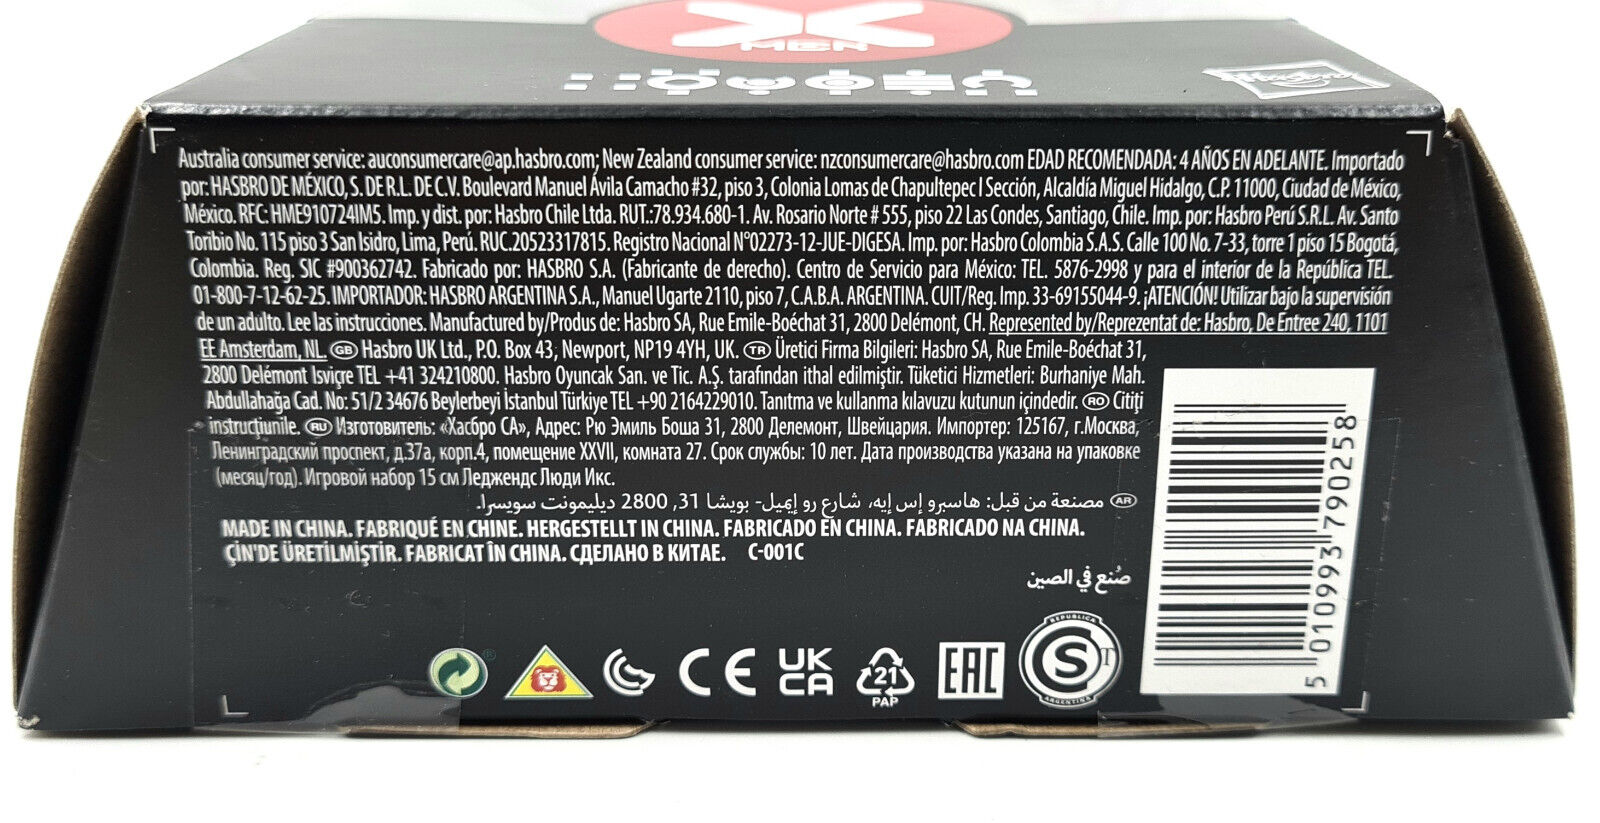 X
MEN
Hasbro
Australia consumer service: auconsumercare@ap.hasbro.com; New Zealand consumer service: nzconsumercare@hasbro.com EDAD RECOMENDADA: 4 AÑOS EN ADELANTE. Importado
por: HASBRO DE MÉXICO, S. DE R.L. DE C.V. Boulevard Manuel Ávila Camacho #32, piso 3, Colonia Lomas de Chapultepec I Sección, Alcaldía Miguel Hidalgo, C.P. 11000, Ciudad de México,
México. RFC: HME910724IM5. Imp. y dist. por: Hasbro Chile Ltda. RUT.:78.934.680-1. Av. Rosario Norte # 555, piso 22 Las Condes, Santiago, Chile. Imp. por: Hasbro Perú S.R.L. Av. Santo
Toribio No. 115 piso 3 San Isidro, Lima, Perú. RUC.20523317815. Registro Nacional N°02273-12-JUE-DIGESA. Imp. por: Hasbro Colombia S.A.S. Calle 100 No. 7-33, torre 1 piso 15 Bogotá,
Colombia. Reg. SIC #900362742. Fabricado por: HASBRO S.A. (Fabricante de derecho). Centro de Servicio para México: TEL. 5876-2998 y para el interior de la República TEL.
01-800-7-12-62-25. IMPORTADOR: HASBRO ARGENTINA S.A., Manuel Ugarte 2110, piso 7, C.A.B.A. ARGENTINA. CUIT/Reg. Imp. 33-69155044-9. ¡ATENCIÓN! Utilizar bajo la supervisión
de un adulto. Lee las instrucciones. Manufactured by/Produs de: Hasbro SA, Rue Emile-Boéchat 31, 2800 Delémont, CH. Represented by/Reprezentat de: Hasbro, De Entree 240, 1101
EE Amsterdam, NL. GB Hasbro UK Ltd., P.O. Box 43; Newport, NP19 4YH, UK. TR Üretici Firma Bilgileri: Hasbro SA, Rue Emile-Boéchat 31,
2800 Delémont Isviçre TEL +41 324210800. Hasbro Oyuncak San. ve Tic. A.Ş. tarafından ithal edilmiştir. Tüketici Hizmetleri: Burhaniye Mah.
Abdullahağa Cad. No: 51/2 34676 Beylerbeyi İstanbul Türkiye TEL +90 2164229010. Tanıtma ve kullanma kılavuzu kutunun içindedir. RO Citiți
instrucțiunile. RU Изготовитель: «Хасбро СА», Адрес: Рю Эмиль Боша 31, 2800 Делемонт, Швейцария. Импортер: 125167, г.Москва,
Ленинградский проспект, д.37а, корп.4, помещение XXVII, комната 27. Срок службы: 10 лет. Дата производства указана на упаковке
(месяц/год). Игровой набор 15 см Леджендс Люди Икс.
AR مصنعة من قبل: هاسبرو إس إيه، شارع رو إيميل- بويشا 31, 2800 ديليمونت سويسرا.
MADE IN CHINA. FABRIQUÉ EN CHINE. HERGESTELLT IN CHINA. FABRICADO EN CHINA. FABRICADO NA CHINA.
ÇİN'DE ÜRETİLMİŞTİR. FABRICAT ÎN CHINA. СДЕЛАНО В КИТАЕ. C-001C
صُنع في الصين
CE
UK
CA
21
PAP
EAC
REPUBLICA
S T
ARGENTINA
5 010993 790258